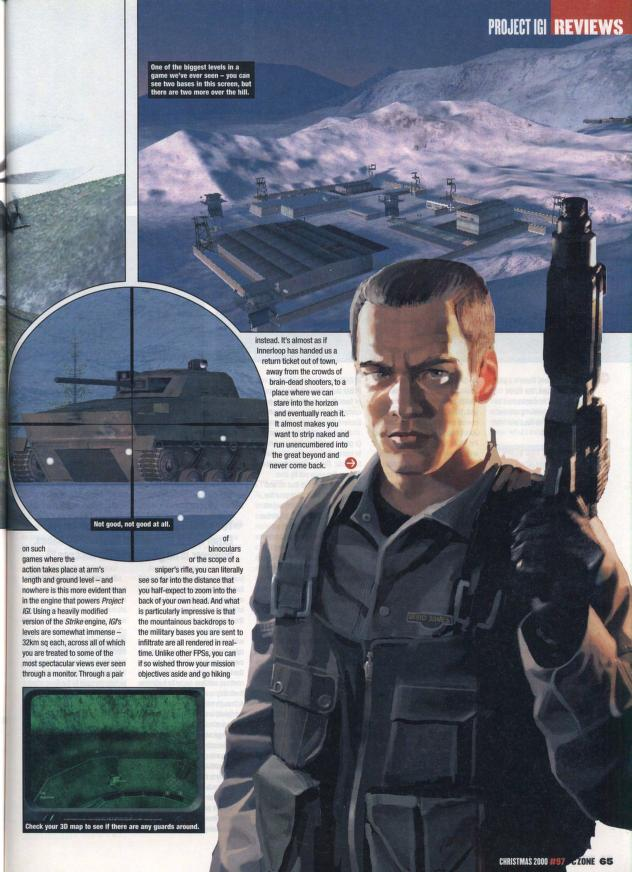 PROJECT IGI REVIEWS
One of the biggest levels in a
game we've ever seen – you can
see two bases in this screen, but
there are two more over the hill.
instead. It's almost as if
Innerloop has handed us a
return ticket out of town,
away from the crowds of
brain-dead shooters, to a
place where we can
stare into the horizon
and eventually reach it.
It almost makes you
want to strip naked and
run unencumbered into
the great beyond and
never come back.
Not good, not good at all.
on such
games where the
action takes place at arm's
length and ground level – and
nowhere is this more evident than
in the engine that powers Project
IGI. Using a heavily modified
version of the Strike engine, IGI's
levels are somewhat immense –
32km sq each, across all of which
you are treated to some of the
most spectacular views ever seen
through a monitor. Through a pair
of
binoculars
or the scope of a
sniper's rifle, you can literally
see so far into the distance that
you half-expect to zoom into the
back of your own head. And what
is particularly impressive is that
the mountainous backdrops to
the military bases you are sent to
infiltrate are all rendered in real-
time. Unlike other FPSs, you can
if so wished throw your mission
objectives aside and go hiking
Check your 3D map to see if there are any guards around.
CHRISTMAS 2000 #97 ZONE 65